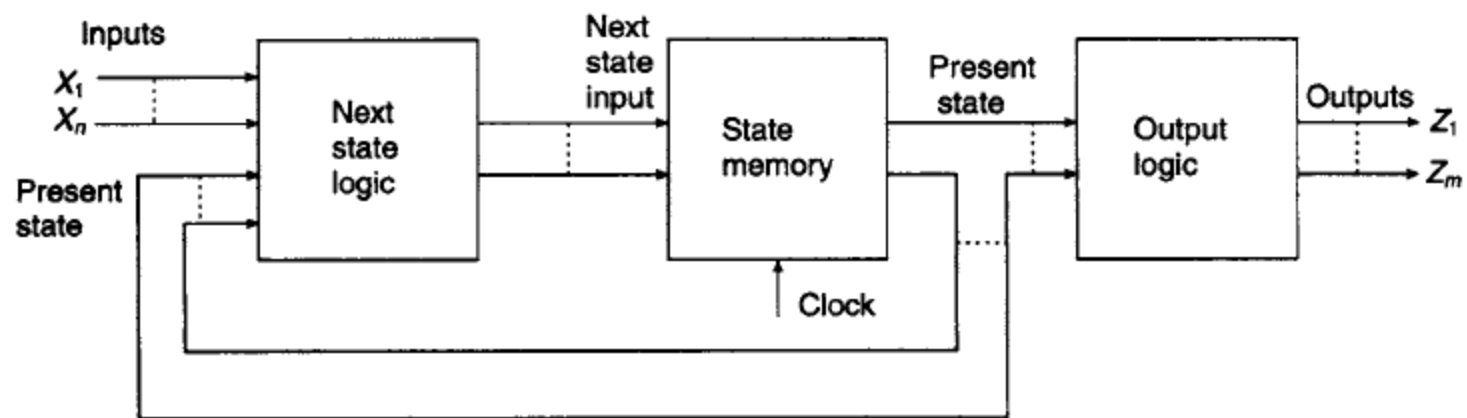 Inputs
X1
Xn
Present
state
Next
state
logic
Next
state
input
State
memory
Clock
Present
state
Output
logic
Outputs
Z1
Zm